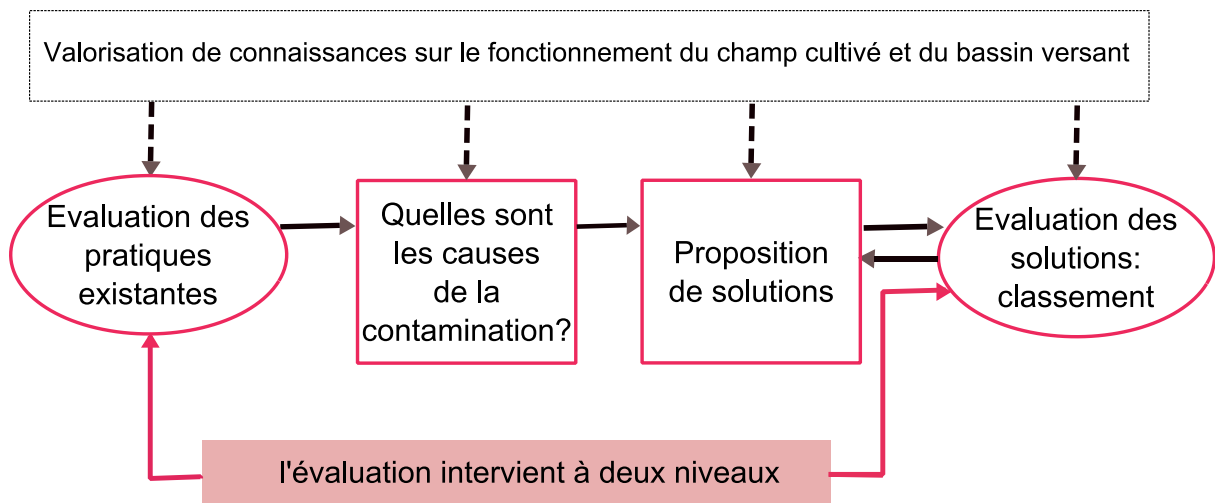 Valorisation de connaissances sur le fonctionnement du champ cultivé et du bassin versant
Evaluation des
pratiques
existantes
Quelles sont
les causes
de la
contamination?
Proposition
de solutions
Evaluation des
solutions:
classement
l'évaluation intervient à deux niveaux